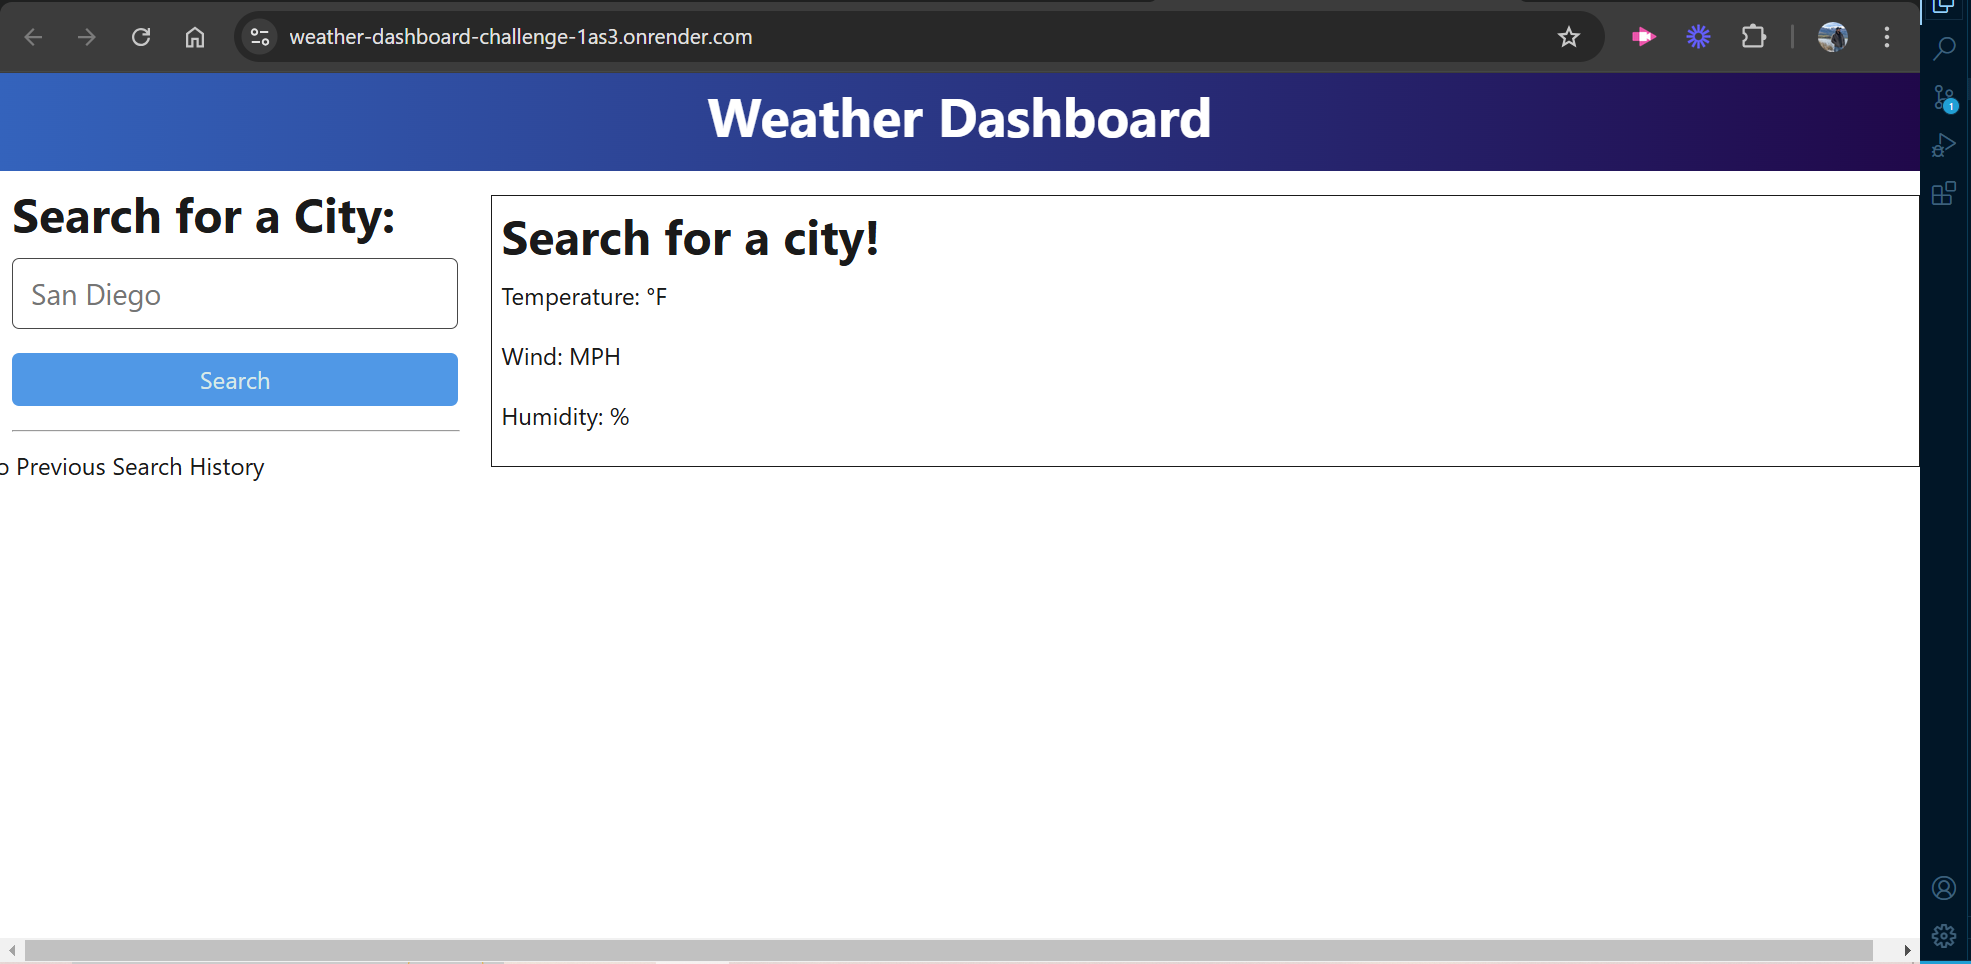 weather-dashboard-challenge-1as3.onrender.com
Weather Dashboard
Search for a City:
San Diego
Search
o Previous Search History
Search for a city!
Temperature: °F
Wind: MPH
Humidity: %
1